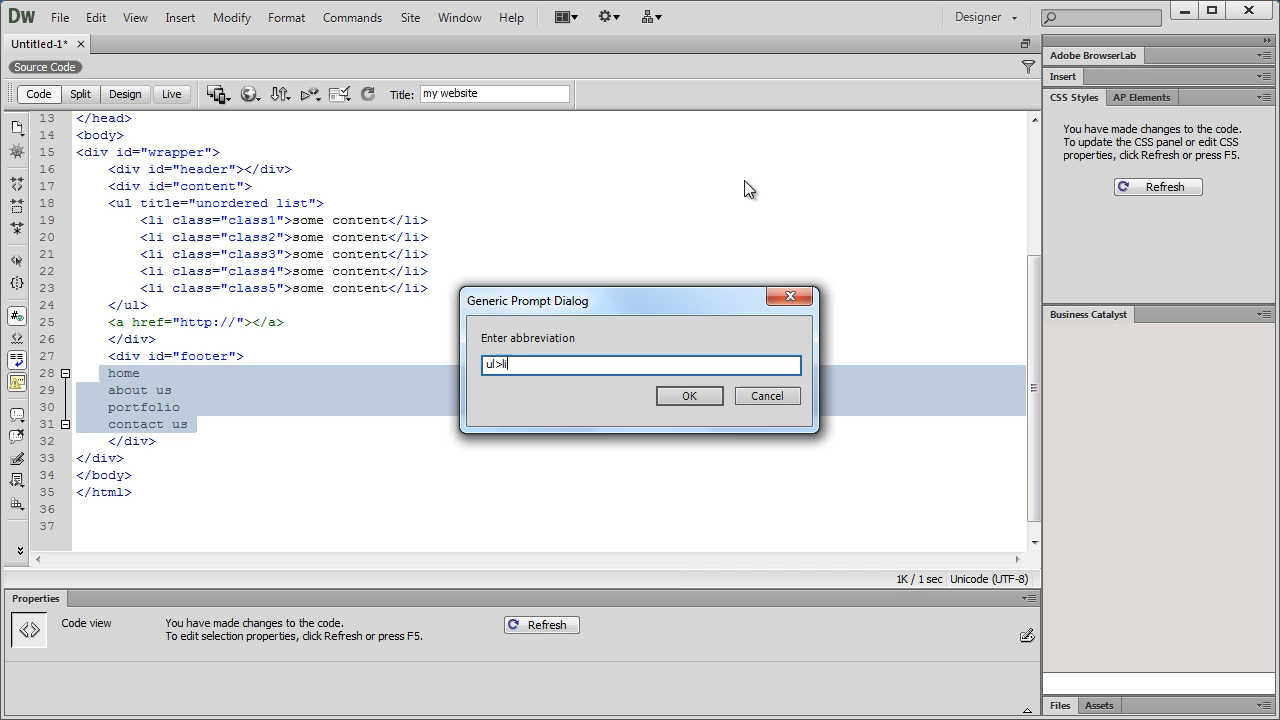 Dw File Edit View Insert Modify Format Commands Site Window Help Designer
Untitled-1*
Source Code
Code Split Design Live Title: my website
13 </head>
14 <body>
15 <div id="wrapper">
16 <div id="header"></div>
17 <div id="content">
18 <ul title="unordered list">
19 <li class="class1">some content</li>
20 <li class="class2">some content</li>
21 <li class="class3">some content</li>
22 <li class="class4">some content</li>
23 <li class="class5">some content</li>
24 </ul>
25 <a href="http://"></a>
26 </div>
27 <div id="footer">
28 home
29 about us
30 portfolio
31 contact us
32 </div>
33 </div>
34 </body>
35 </html>
36
37
Generic Prompt Dialog
Enter abbreviation
ul>li
OK Cancel
1K / 1 sec Unicode (UTF-8)
Properties
Code view
You have made changes to the code.
To edit selection properties, click Refresh or press F5.
Refresh
Adobe BrowserLab
Insert
CSS Styles AP Elements
You have made changes to the code.
To update the CSS panel or edit CSS
properties, click Refresh or press F5.
Refresh
Business Catalyst
Files Assets